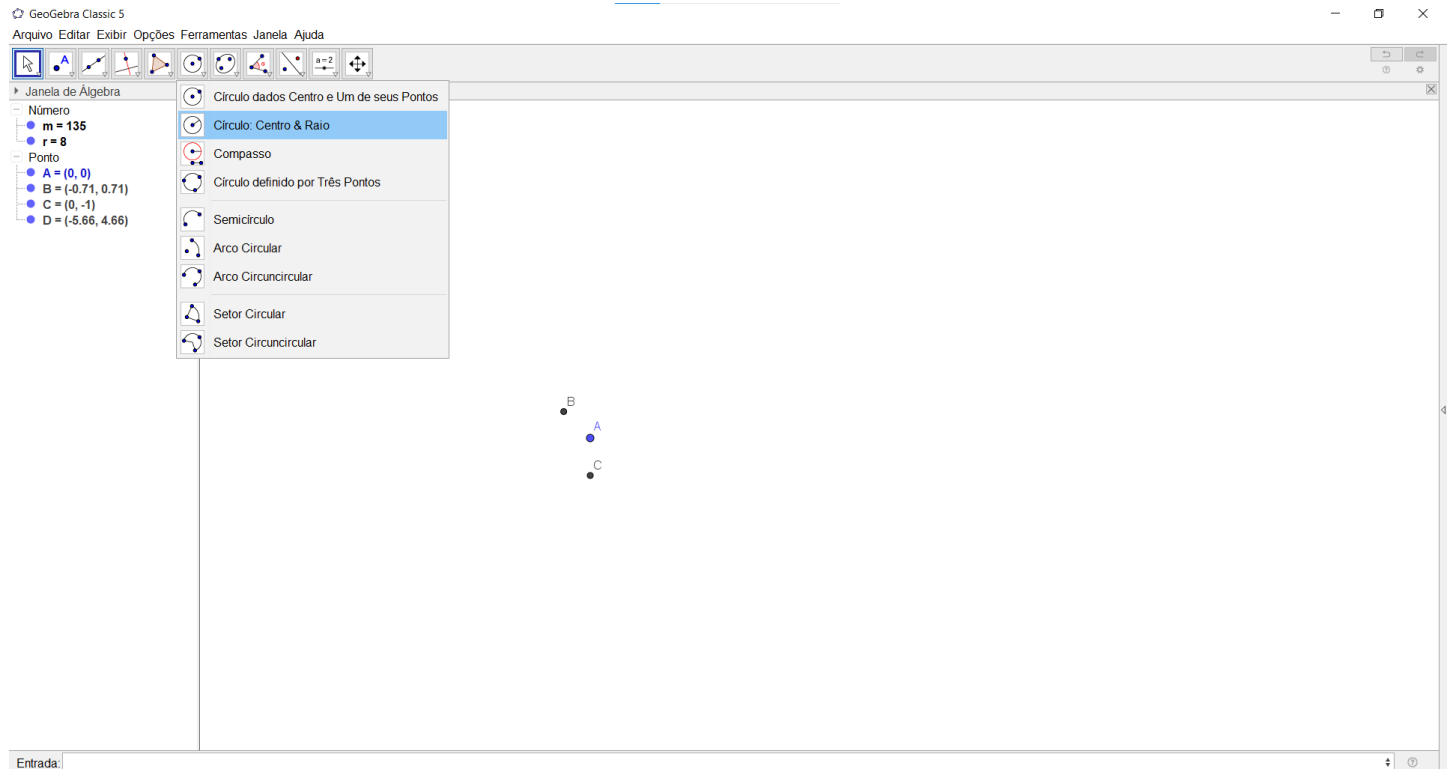 GeoGebra Classic 5
Arquivo Editar Exibir Opções Ferramentas Janela Ajuda
A
a=2
Janela de Álgebra
Número
m = 135
r = 8
Ponto
A = (0, 0)
B = (-0.71, 0.71)
C = (0, -1)
D = (-5.66, 4.66)
Círculo dados Centro e Um de seus Pontos
Círculo: Centro & Raio
Compasso
Círculo definido por Três Pontos
Semicírculo
Arco Circular
Arco Circuncircular
Setor Circular
Setor Circuncircular
B
A
C
Entrada: